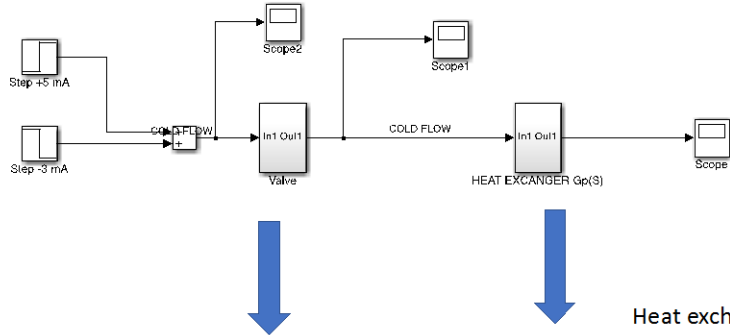 Scope2
Scope1
Step +5 mA
COLD FLOW
+
In1 Out1
COLD FLOW
In1 Out1
Step -3 mA
Valve
HEAT EXCANGER Gp(S)
Scope
Heat exch